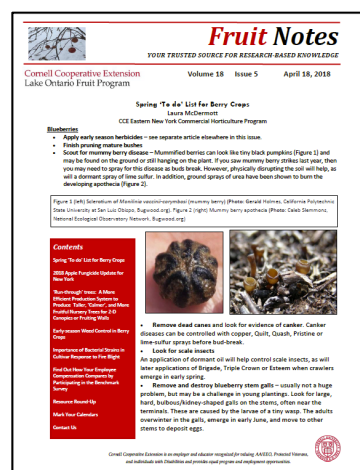 Fruit Notes
YOUR TRUSTED SOURCE FOR RESEARCH-BASED KNOWLEDGE
Cornell Cooperative Extension
Lake Ontario Fruit Program
Volume 18 Issue 5 April 18, 2018
Spring 'To do' List for Berry Crops
Laura McDermott
CCE Eastern New York Commercial Horticulture Program
Blueberries
• Apply early season herbicides – see separate article elsewhere in this issue.
• Finish pruning mature bushes
• Scout for mummy berry disease – Mummified berries can look like tiny black pumpkins (Figure 1) and
may be found on the ground or still hanging on the plant. If you saw mummy berry strikes last year, then
you may need to spray for this disease as buds break. However, physically disrupting the soil will help, as
will a dormant spray of lime sulfur. In addition, ground sprays of urea have been shown to burn the
developing apothecia (Figure 2).
Figure 1 (left) Sclerotium of Monilinia vaccinii-corymbosi (mummy berry) (Photo: Gerald Holmes, California Polytechnic
State University at San Luis Obispo, Bugwood.org). Figure 2 (right) Mummy berry apothecia (Photo: Caleb Slemmons,
National Ecological Observatory Network, Bugwood.org)
Contents
Spring 'To do' List for Berry Crops
2018 Apple Fungicide Update for
New York
'Run-through' trees: A More
Efficient Production System to
Produce Taller, 'Calmer', and More
Fruitful Nursery Trees for 2-D
Canopies or Fruiting Walls
Early season Weed Control in Berry
Crops
Importance of Bacterial Strains in
Cultivar Response to Fire Blight
Find Out How Your Employee
Compensation Compares by
Participating in the Benchmark
Survey
Resource Round-Up
Mark Your Calendars
Contact Us
• Remove dead canes and look for evidence of canker. Canker
diseases can be controlled with copper, Quilt, Quash, Pristine or
lime-sulfur sprays before bud-break.
• Look for scale insects
An application of dormant oil will help control scale insects, as will
later applications of Brigade, Triple Crown or Esteem when crawlers
emerge in early spring.
• Remove and destroy blueberry stem galls – usually not a huge
problem, but may be a challenge in young plantings. Look for large,
hard, bulbous/kidney-shaped galls on the stems, often near the
terminals. These are caused by the larvae of a tiny wasp. The adults
overwinter in the galls, emerge in early June, and move to other
stems to deposit eggs.
Cornell Cooperative Extension is an employer and educator recognized for valuing AA/EEO, Protected Veterans,
and Individuals with Disabilities and provides equal program and employment opportunities.